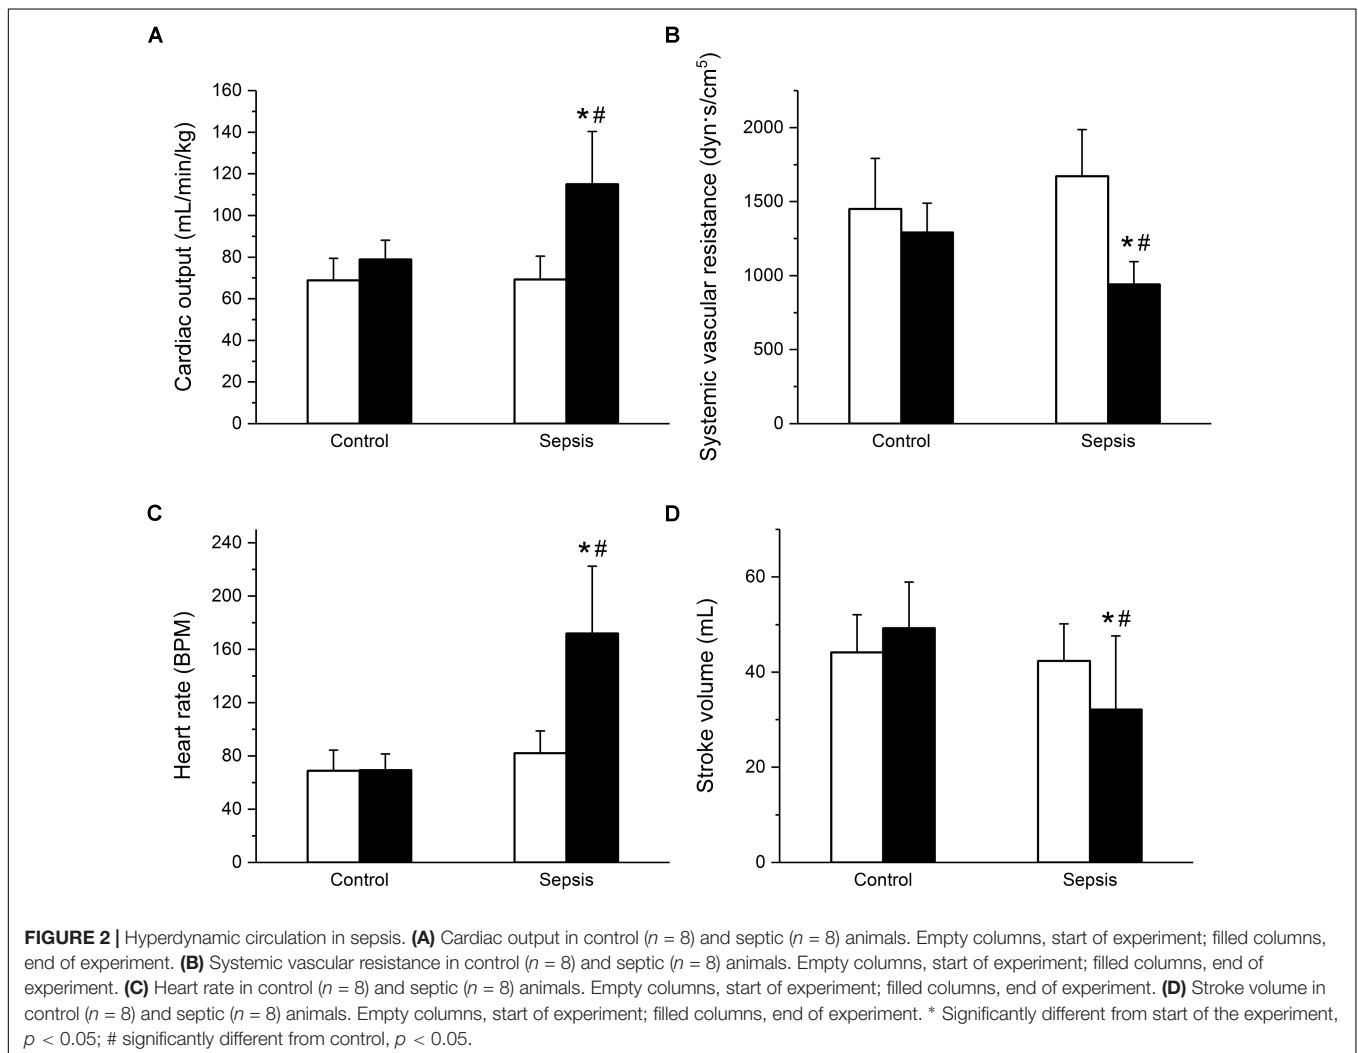 A
Cardiac output (mL/min/kg)
160
140
120
100
80
60
40
20
0
*#
Control
Sepsis
B
Systemic vascular resistance (dyn·s/cm⁵)
2000
1500
1000
500
0
*#
Control
Sepsis
C
Heart rate (BPM)
240
200
160
120
80
40
0
*#
Control
Sepsis
D
Stroke volume (mL)
60
40
20
0
*#
Control
Sepsis
FIGURE 2 | Hyperdynamic circulation in sepsis. (A) Cardiac output in control (n = 8) and septic (n = 8) animals. Empty columns, start of experiment; filled columns,
end of experiment. (B) Systemic vascular resistance in control (n = 8) and septic (n = 8) animals. Empty columns, start of experiment; filled columns, end of
experiment. (C) Heart rate in control (n = 8) and septic (n = 8) animals. Empty columns, start of experiment; filled columns, end of experiment. (D) Stroke volume in
control (n = 8) and septic (n = 8) animals. Empty columns, start of experiment; filled columns, end of experiment. * Significantly different from start of the experiment,
p < 0.05; # significantly different from control, p < 0.05.